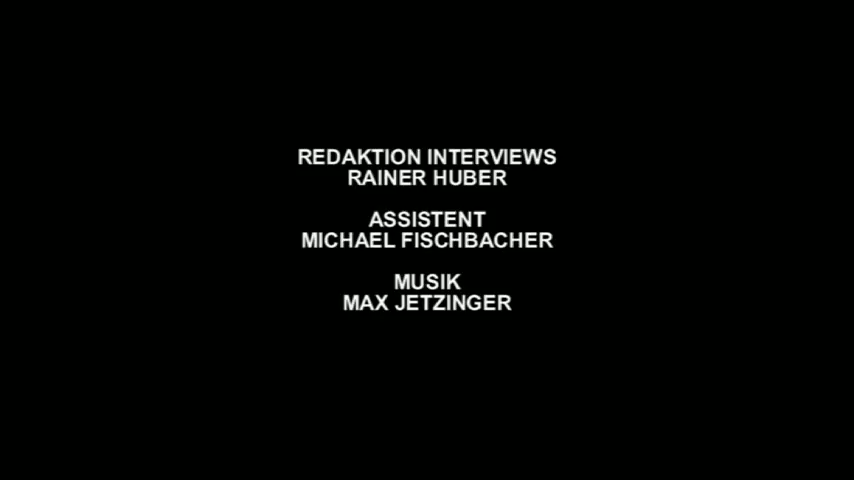 REDAKTION INTERVIEWS
RAINER HUBER
ASSISTENT
MICHAEL FISCHBACHER
MUSIK
MAX JETZINGER